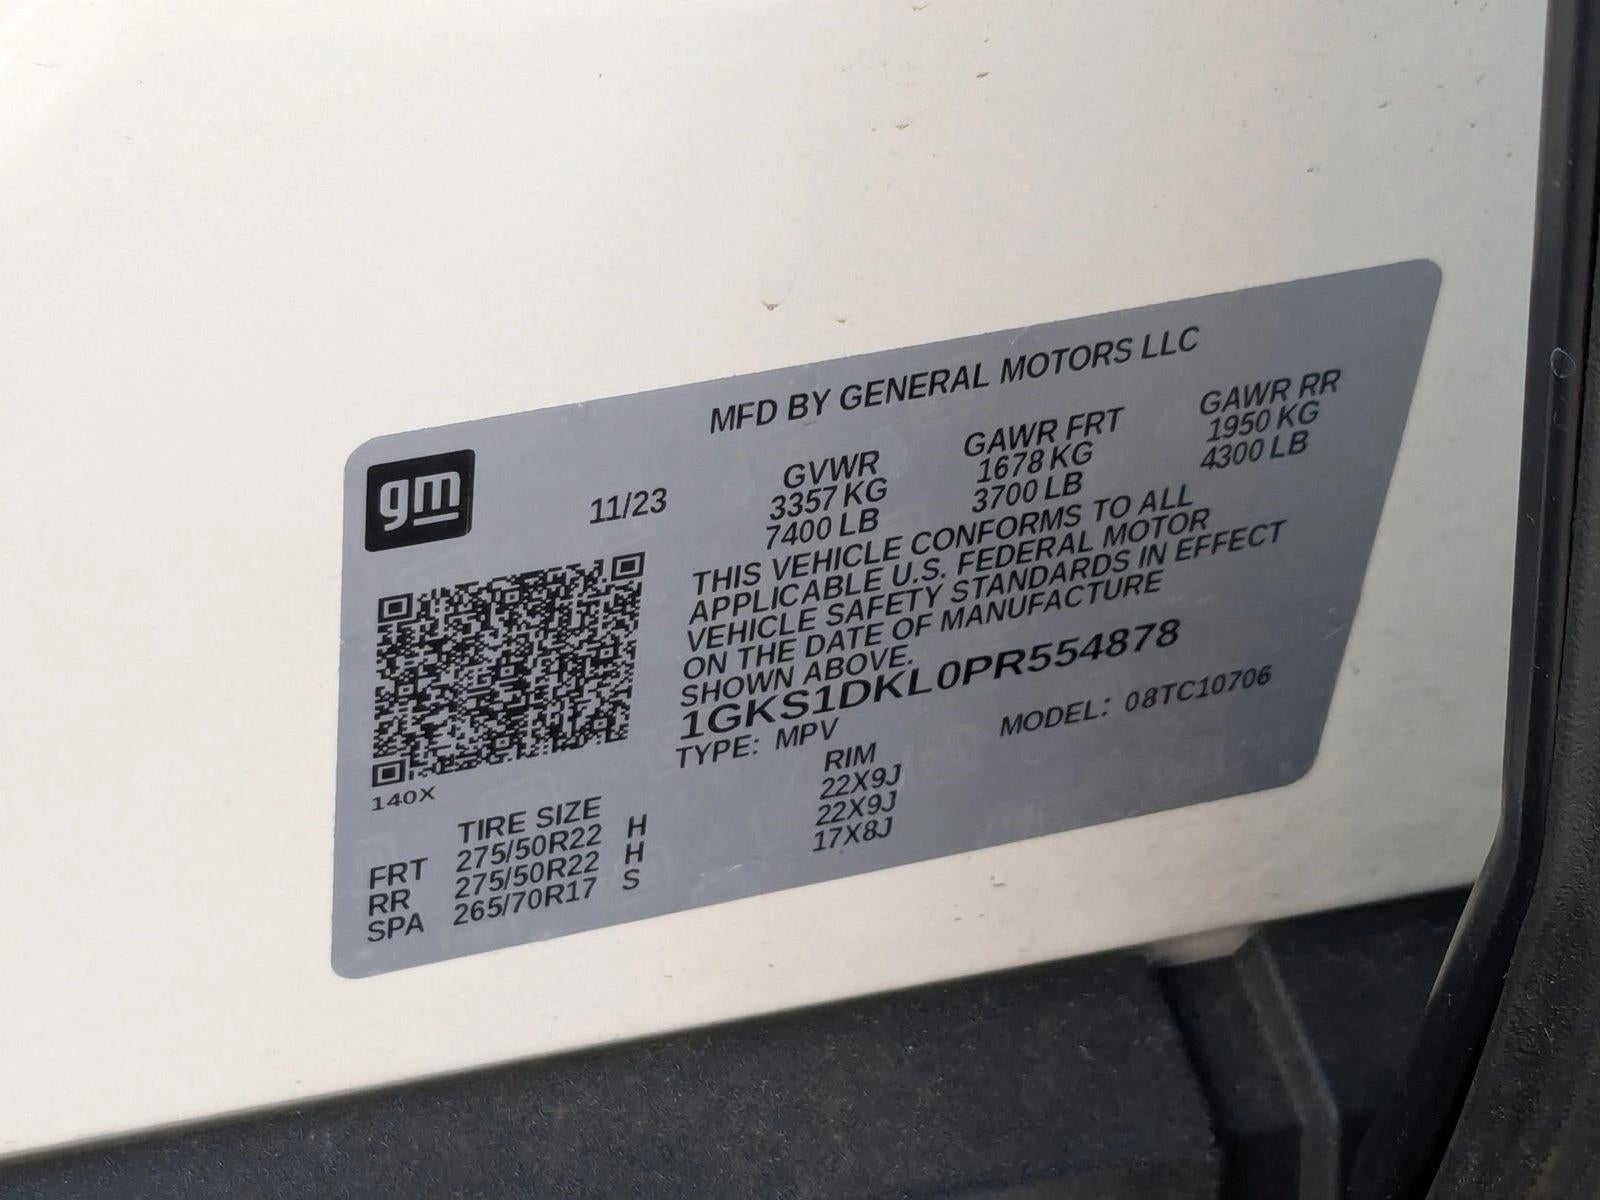 MFD BY GENERAL MOTORS LLC
gm
11/23
GVWR GAWR FRT GAWR RR
3357 KG 1678 KG 1950 KG
7400 LB 3700 LB 4300 LB
THIS VEHICLE CONFORMS TO ALL
APPLICABLE U.S. FEDERAL MOTOR
VEHICLE SAFETY STANDARDS IN EFFECT
ON THE DATE OF MANUFACTURE
SHOWN ABOVE.
1GKS1DKL0PR554878
TYPE: MPV MODEL: 08TC10706
140X
TIRE SIZE RIM
FRT 275/50R22 H 22X9J
RR 275/50R22 H 22X9J
SPA 265/70R17 S 17X8J